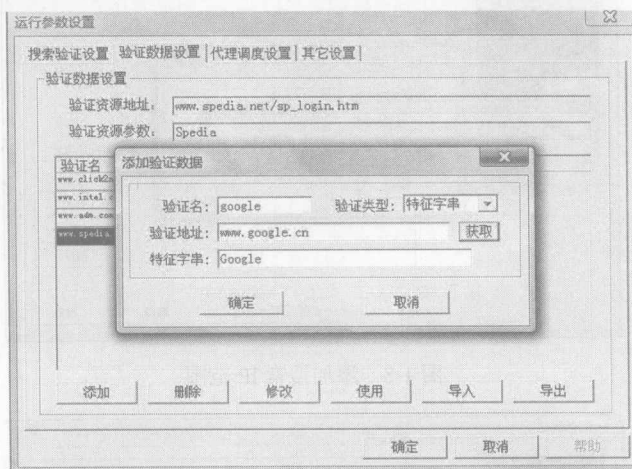 运行参数设置
搜索验证设置 验证数据设置 代理调度设置 其它设置
验证数据设置
验证资源地址: www.spedia.net/sp_login.htm
验证资源参数: Spedia
验证名
www.click2
www.intel.c
www.adm.com
www.spedia.
添加验证数据
验证名: google 验证类型: 特征字串
验证地址: www.google.cn 获取
特征字串: Google
确定 取消
添加 删除 修改 使用 导入 导出
确定 取消 帮助